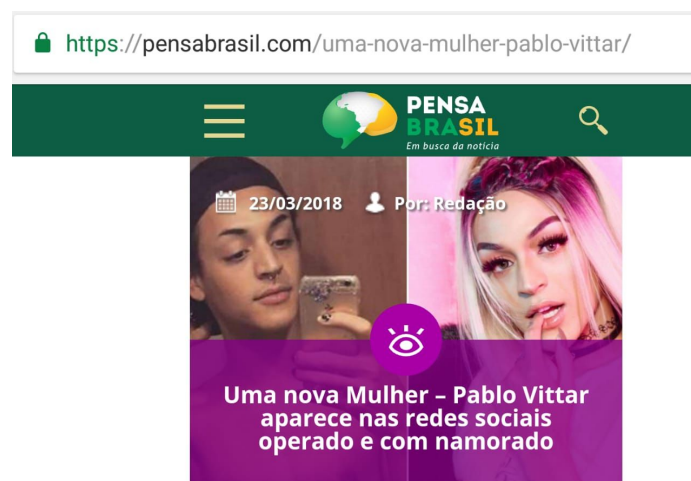 https://pensabrasil.com/uma-nova-mulher-pablo-vittar/
PENSA
BRASIL
Em busca da notícia
23/03/2018 Por: Redação
Uma nova Mulher – Pablo Vittar
aparece nas redes sociais
operado e com namorado